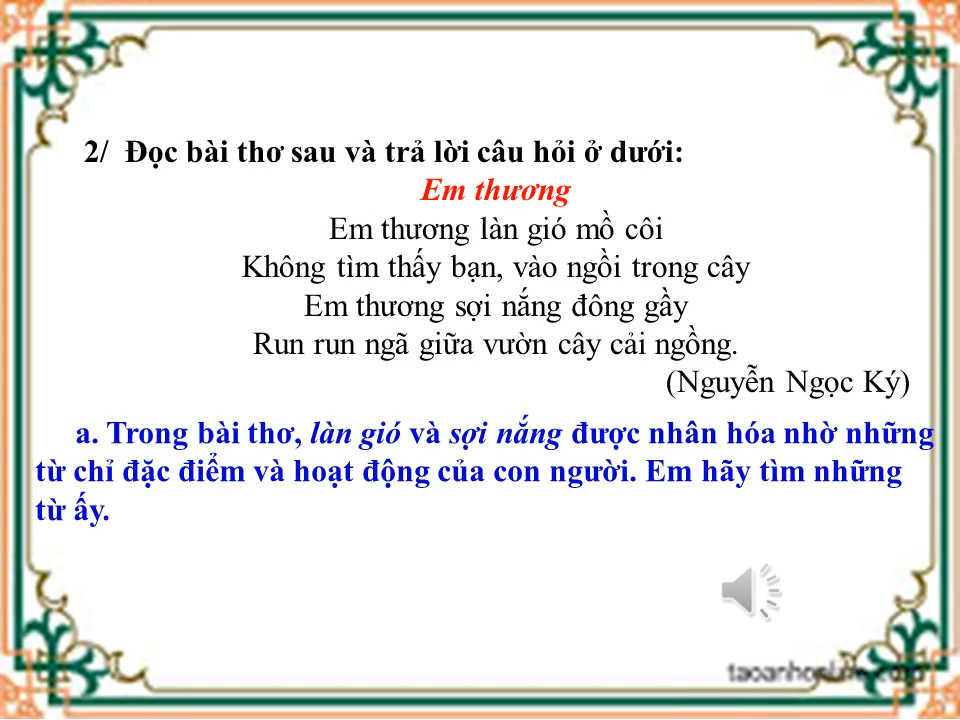 2/ Đọc bài thơ sau và trả lời câu hỏi ở dưới:
Em thương
Em thương làn gió mồ côi
Không tìm thấy bạn, vào ngồi trong cây
Em thương sợi nắng đông gầy
Run run ngã giữa vườn cây cải ngồng.
(Nguyễn Ngọc Ký)
a. Trong bài thơ, làn gió và sợi nắng được nhân hóa nhờ những
từ chỉ đặc điểm và hoạt động của con người. Em hãy tìm những
từ ấy.
taoanhonline.com